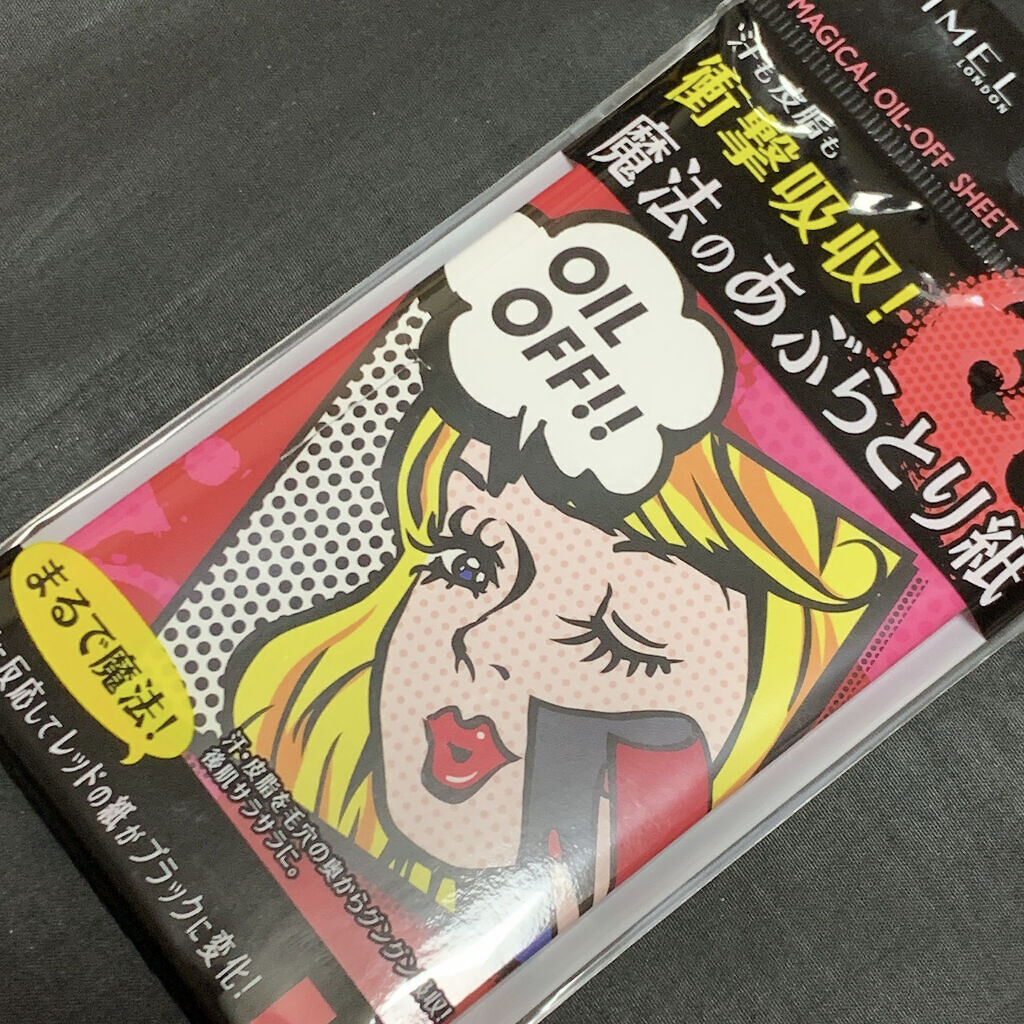 IMEL
LONDON
MAGICAL OIL-OFF SHEET
汗も皮脂も
衝撃吸収!
魔法のあぶらとり紙
OIL
OFF!!
まるで魔法!
反応してレッドの紙がブラックに変化!
汗・皮脂を毛穴の奥からグングン吸収!
後肌サラサラに。